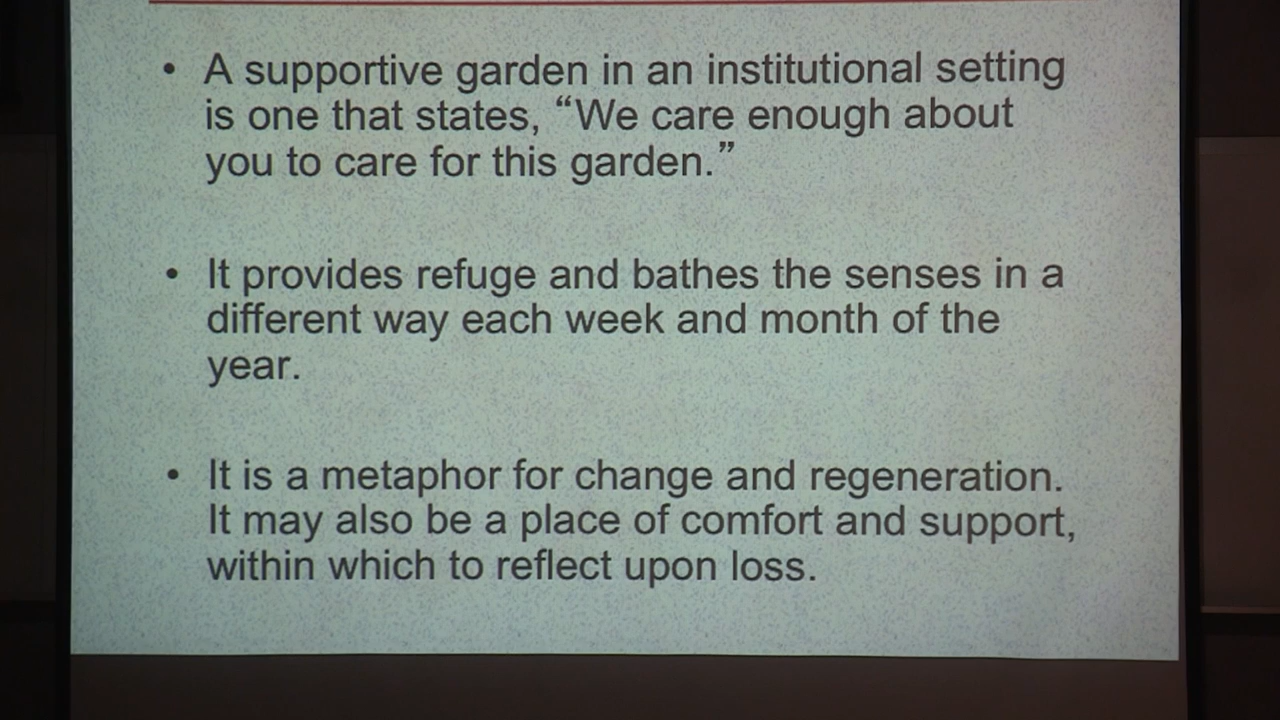 • A supportive garden in an institutional setting
is one that states, “We care enough about
you to care for this garden.”
• It provides refuge and bathes the senses in a
different way each week and month of the
year.
• It is a metaphor for change and regeneration.
It may also be a place of comfort and support,
within which to reflect upon loss.